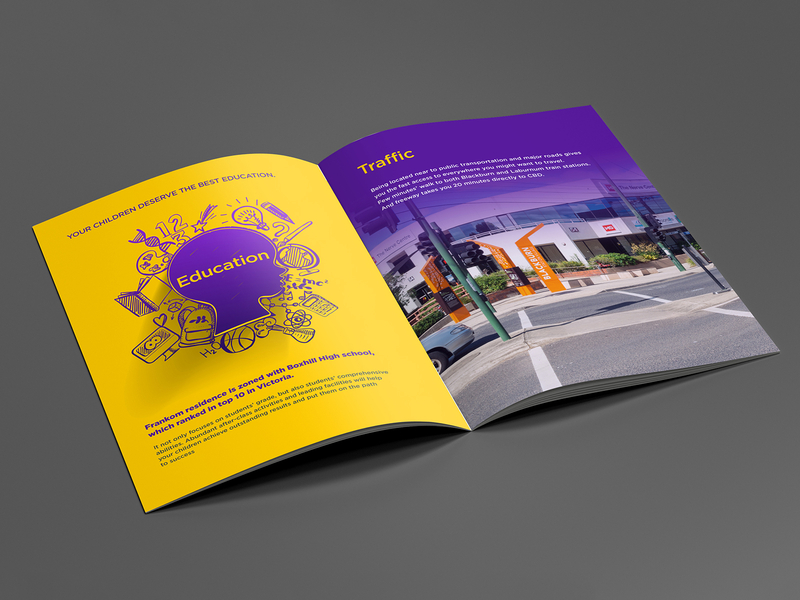 YOUR CHILDREN DESERVE THE BEST EDUCATION.
123
Education
H2
Frankom residence is zoned with Boxhill High school,
which ranked in top 10 in Victoria.
It not only focuses on students' grade, but also students' comprehensive
abilities. Abundant after-class activities and leading facilities will help
your children achieve outstanding results and put them on the path
to success
Traffic
Being located near to public transportation and major roads gives
you the fast access to everywhere you might want to travel.
Few minutes' walk to both Blackburn and Laburnum train stations.
And freeway takes you 20 minutes directly to CBD.
BLACKBURN